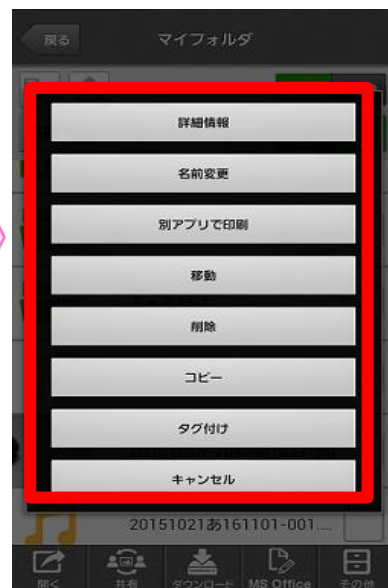 戻る
マイフォルダ
詳細情報
名前変更
別アプリで印刷
移動
削除
コピー
タグ付け
キャンセル
20151021あ161101-001....
開く
共有
ダウンロード
MS Office
その他